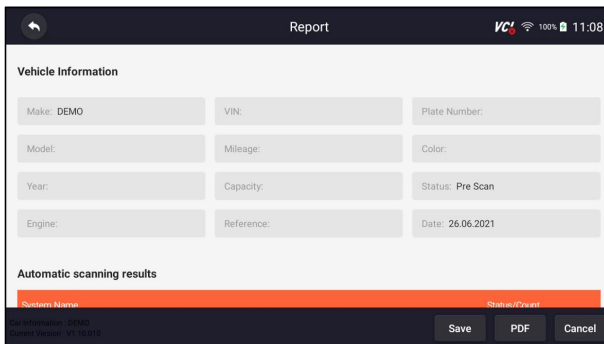 Report
VCI 100% 11:08
Vehicle Information
Make: DEMO VIN: Plate Number:
Model: Mileage: Color:
Year: Capacity: Status: Pre Scan
Engine: Reference: Date: 26.06.2021
Automatic scanning results
System Name Status/Count
Car Information : DEMO
Current Version : V1.10.010
Save PDF Cancel